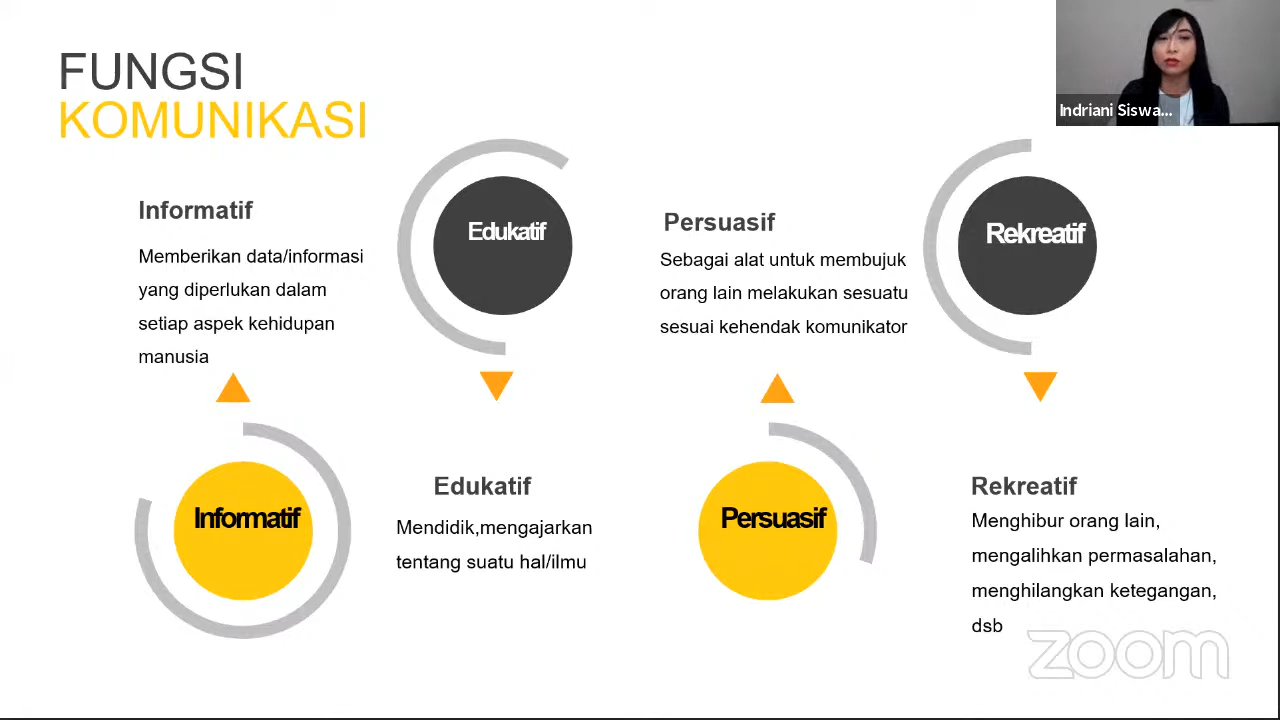 FUNGSI
KOMUNIKASI
Indriani Siswa...
Informatif
Memberikan data/informasi
yang diperlukan dalam
setiap aspek kehidupan
manusia
Informatif
Edukatif
Edukatif
Mendidik,mengajarkan
tentang suatu hal/ilmu
Persuasif
Sebagai alat untuk membujuk
orang lain melakukan sesuatu
sesuai kehendak komunikator
Persuasif
Rekreatif
Rekreatif
Menghibur orang lain,
mengalihkan permasalahan,
menghilangkan ketegangan,
dsb
zoom